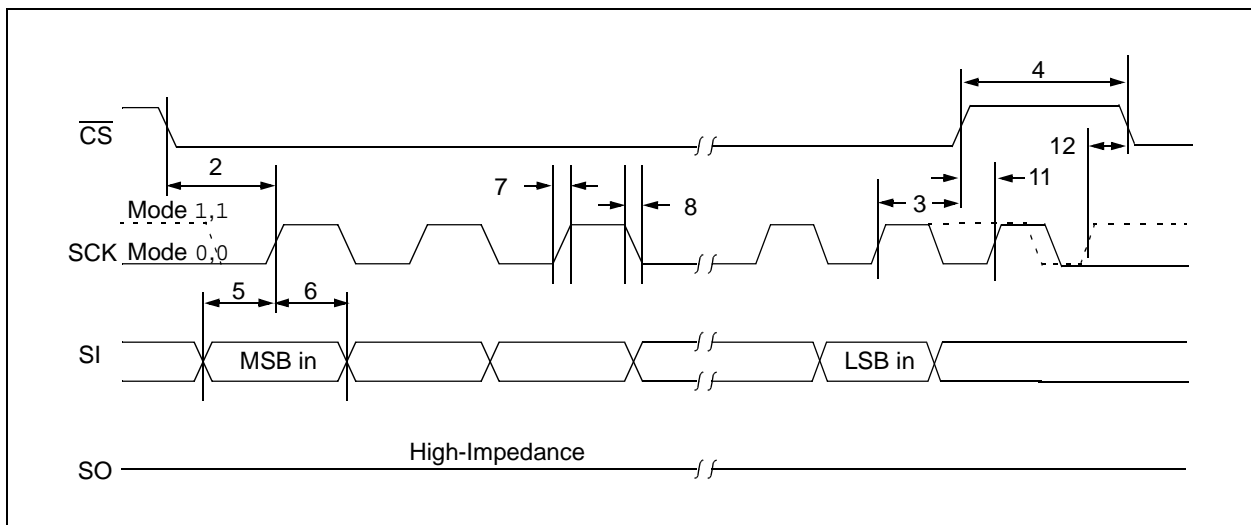 4
CS
12
2
7
8
3
11
Mode 1,1
SCK Mode 0,0
5
6
SI
MSB in
LSB in
High-Impedance
SO